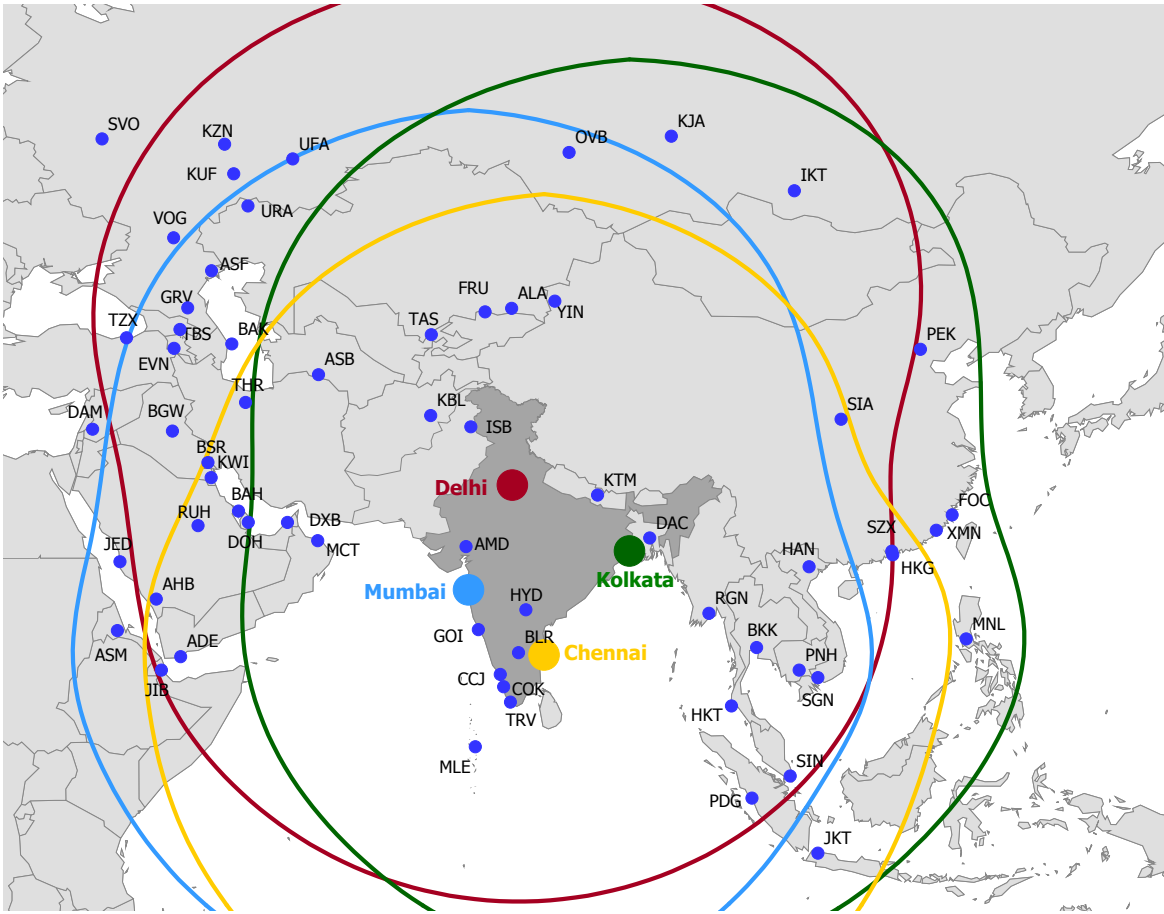 SVO
KZN
KJA
UFA
OVB
KUF
IKT
URA
VOG
ASF
FRU
ALA
GRV
YIN
TZX
TAS
TBS
BAK
PEK
EVN
ASB
THR
KBL
SIA
DAM
BGW
ISB
BSR
KWI
KTM
Delhi
BAH
FOC
RUH
DXB
DAC
SZX
XMN
DOH
MCT
AMD
JED
HAN
HKG
Kolkata
AHB
Mumbai
HYD
RGN
MNL
GOI
BLR
BKK
ADE
Chennai
ASM
PNH
CCJ
JIB
COK
SGN
TRV
HKT
MLE
SIN
PDG
JKT